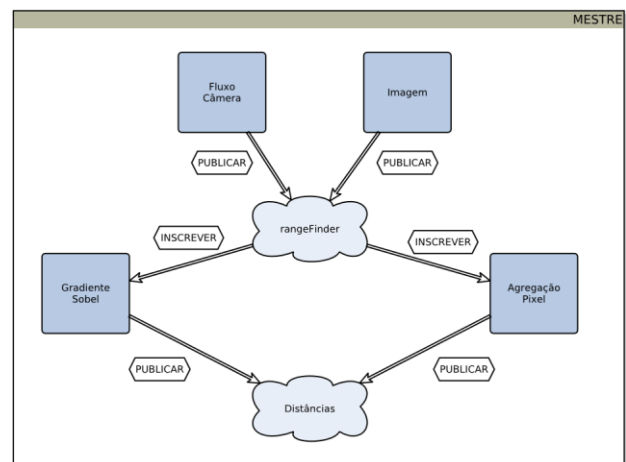 MESTRE
Fluxo
Câmera
Imagem
PUBLICAR
PUBLICAR
rangeFinder
INSCREVER
INSCREVER
Gradiente
Sobel
Agregação
Pixel
PUBLICAR
PUBLICAR
Distâncias